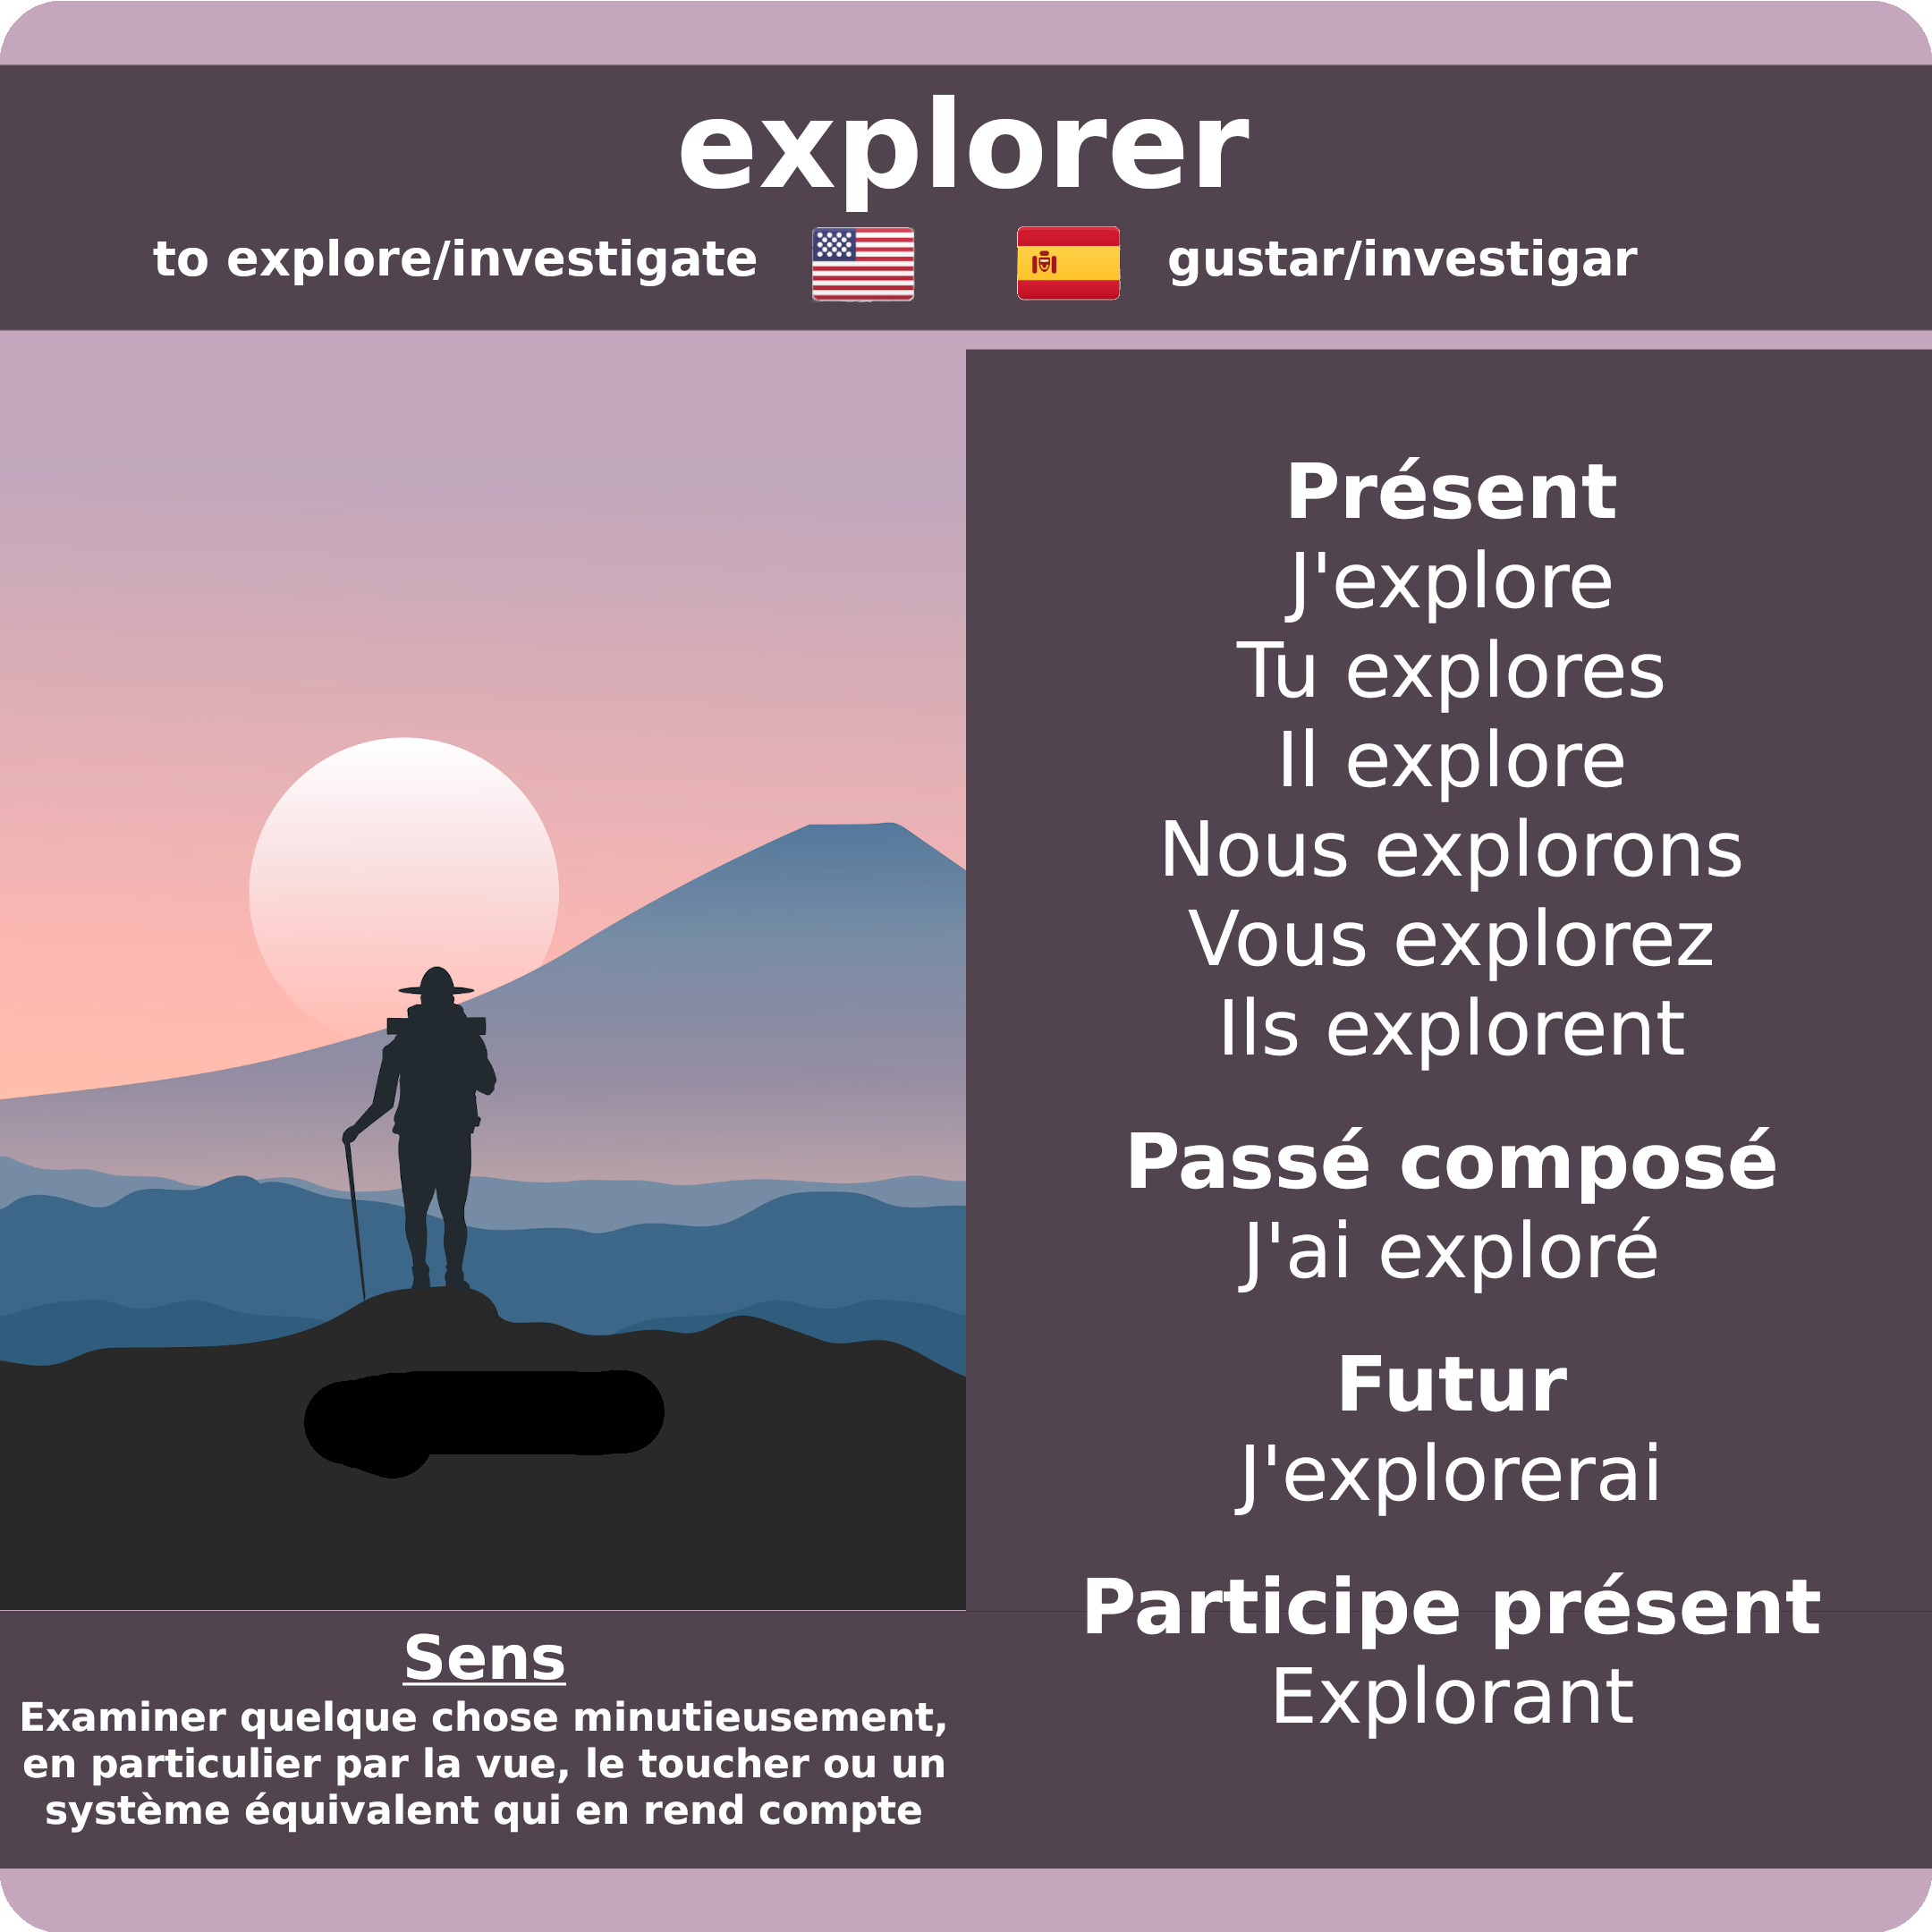 explorer
to explore/investigate
gustar/investigar
Présent
J'explore
Tu explores
Il explore
Nous explorons
Vous explorez
Ils explorent
Passé composé
J'ai exploré
Futur
J'explorerai
Participe présent
Explorant
Sens
Examiner quelque chose minutieusement,
en particulier par la vue, le toucher ou un
système équivalent qui en rend compte